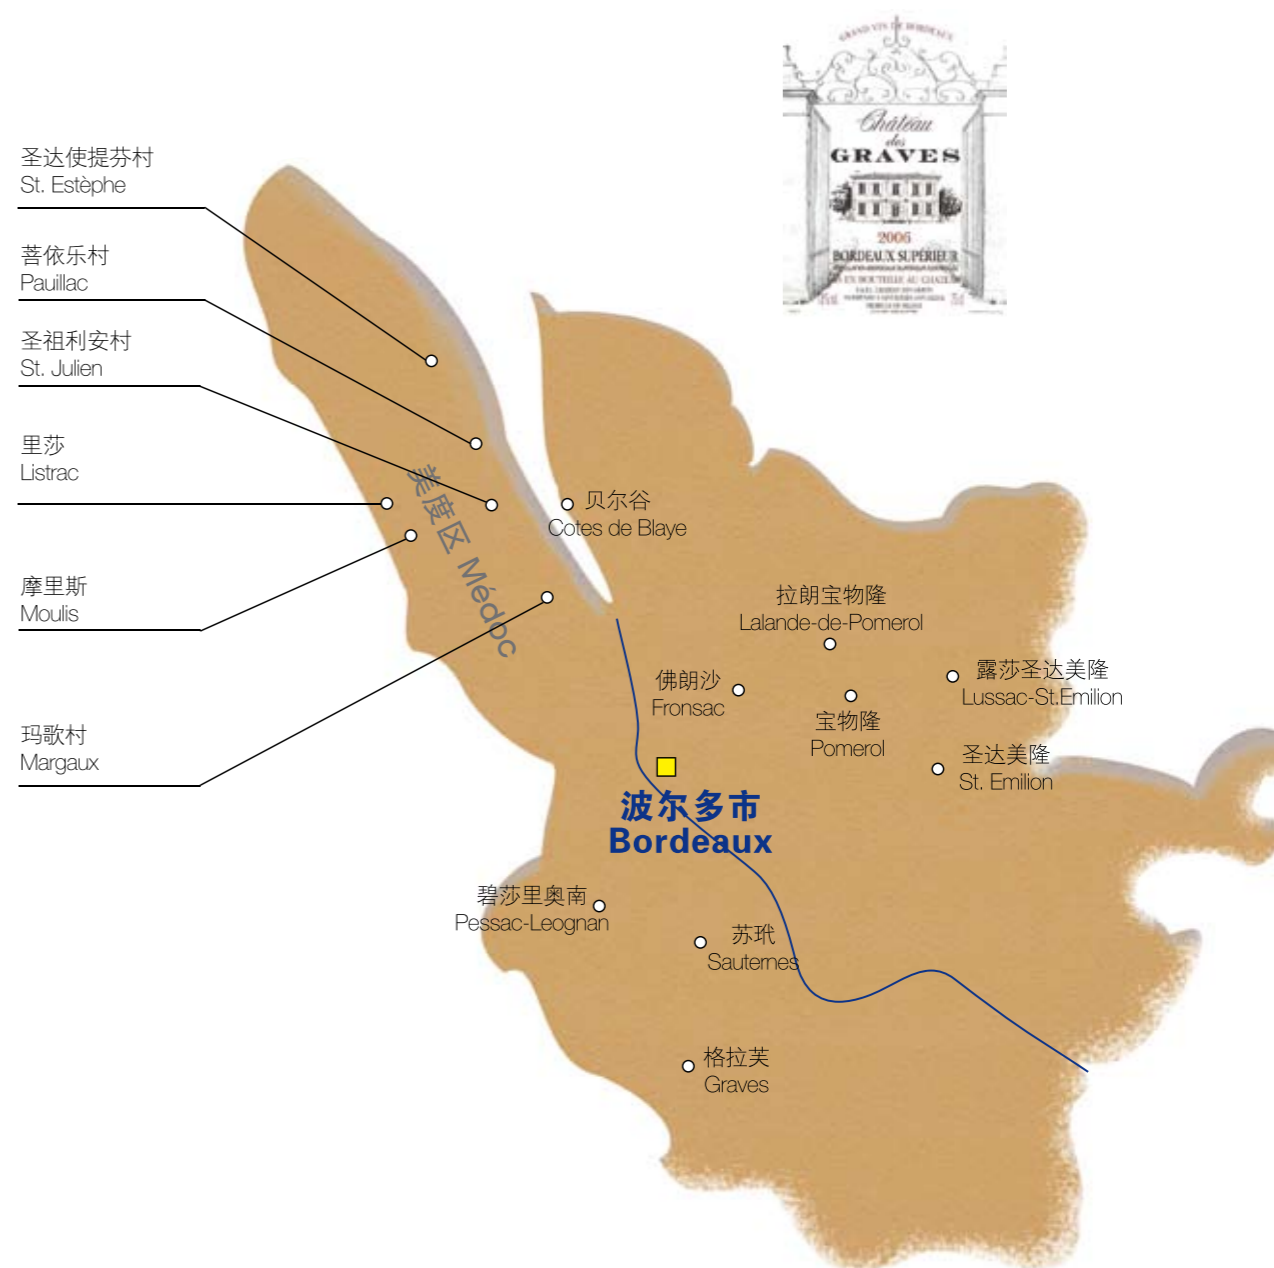 GRAND VIN DE BORDEAUX
Château
des
GRAVES
2006
BORDEAUX SUPÉRIEUR
圣达使提芬村
St. Estèphe
菩依乐村
Pauillac
圣祖利安村
St. Julien
里莎
Listrac
摩里斯
Moulis
玛歌村
Margaux
美度区 Médoc
贝尔谷
Cotes de Blaye
拉朗宝物隆
Lalande-de-Pomerol
佛朗沙
Fronsac
宝物隆
Pomerol
露莎圣达美隆
Lussac-St.Emilion
圣达美隆
St. Emilion
波尔多市
Bordeaux
碧莎里奥南
Pessac-Leognan
苏玳
Sauternes
格拉芙
Graves